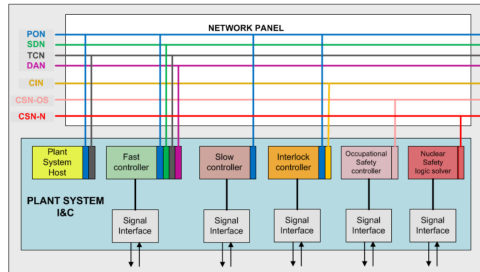 NETWORK PANEL
PON
SDN
TCN
DAN
CIN
CSN-OS
CSN-N
Plant
System
Host
Fast
controller
Slow
controller
Interlock
controller
Occupational
Safety
controller
Nuclear
Safety
logic solver
PLANT SYSTEM
I&C
Signal
Interface
Signal
Interface
Signal
Interface
Signal
Interface
Signal
Interface